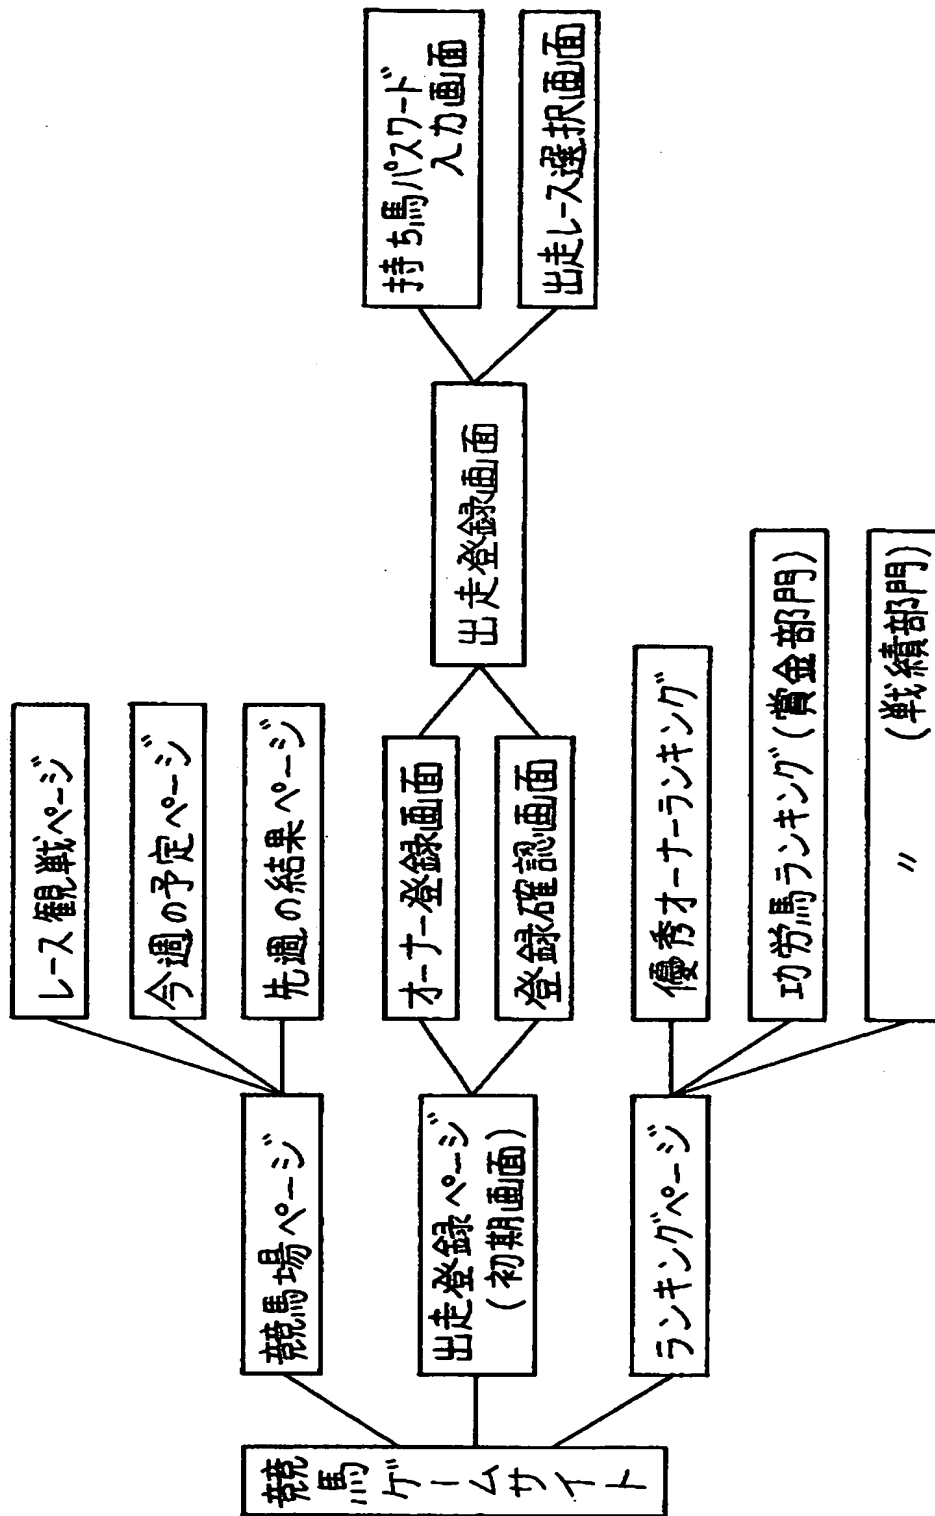 競馬ゲームサイト
競馬場ページ
レース観戦ページ
今週の予定ページ
先週の結果ページ
出走登録ページ
(初期画面)
オーナー登録画面
登録確認画面
出走登録画面
持ち馬パスワード
入力画面
出走レース選択画面
ランキングページ
優秀オーナーランキング
功労馬ランキング(賞金部門)
〃 (戦績部門)